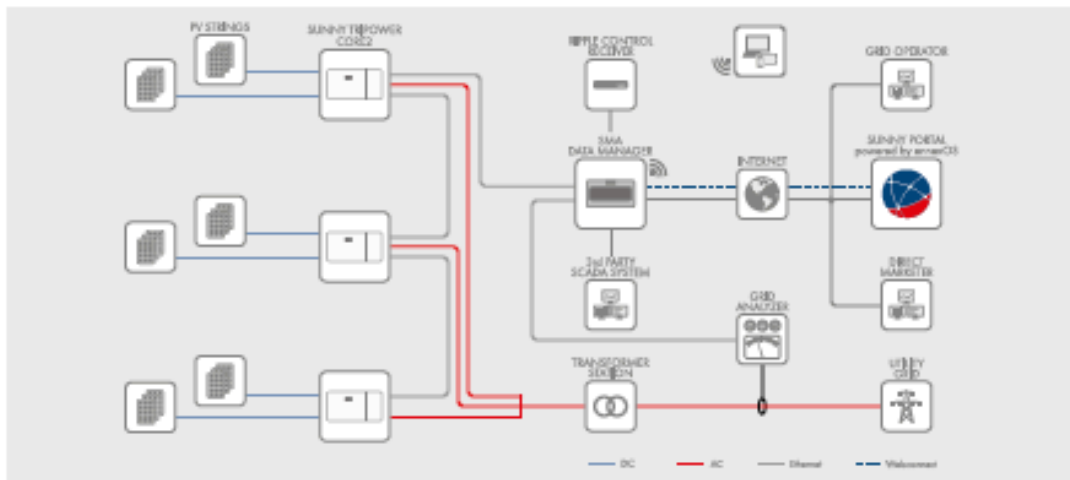 PV STRINGS
SUNNY TRIPOWER
CORE2
RIPPLE CONTROL
RECEIVER
GRID OPERATOR
SMA
DATA MANAGER
INTERNET
SUNNY PORTAL
powered by ennexOS
3rd PARTY
SCADA SYSTEM
DIRECT
MARKETER
GRID
ANALYZER
TRANSFORMER
STATION
UTILITY
GRID
DC
AC
Ethernet
Webconnect